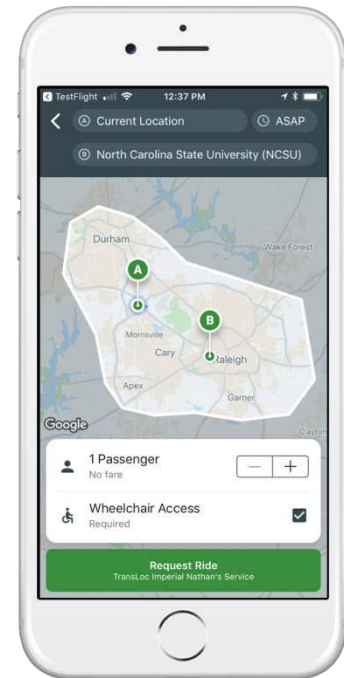 TestFlight
12:37 PM
A Current Location
ASAP
B North Carolina State University (NCSU)
Durham
Wake Forest
A
B
Morrisville
Cary
Raleigh
Apex
Garner
Google
Clayton
1 Passenger
No fare
Wheelchair Access
Required
Request Ride
TransLoc Imperial Nathan's Service